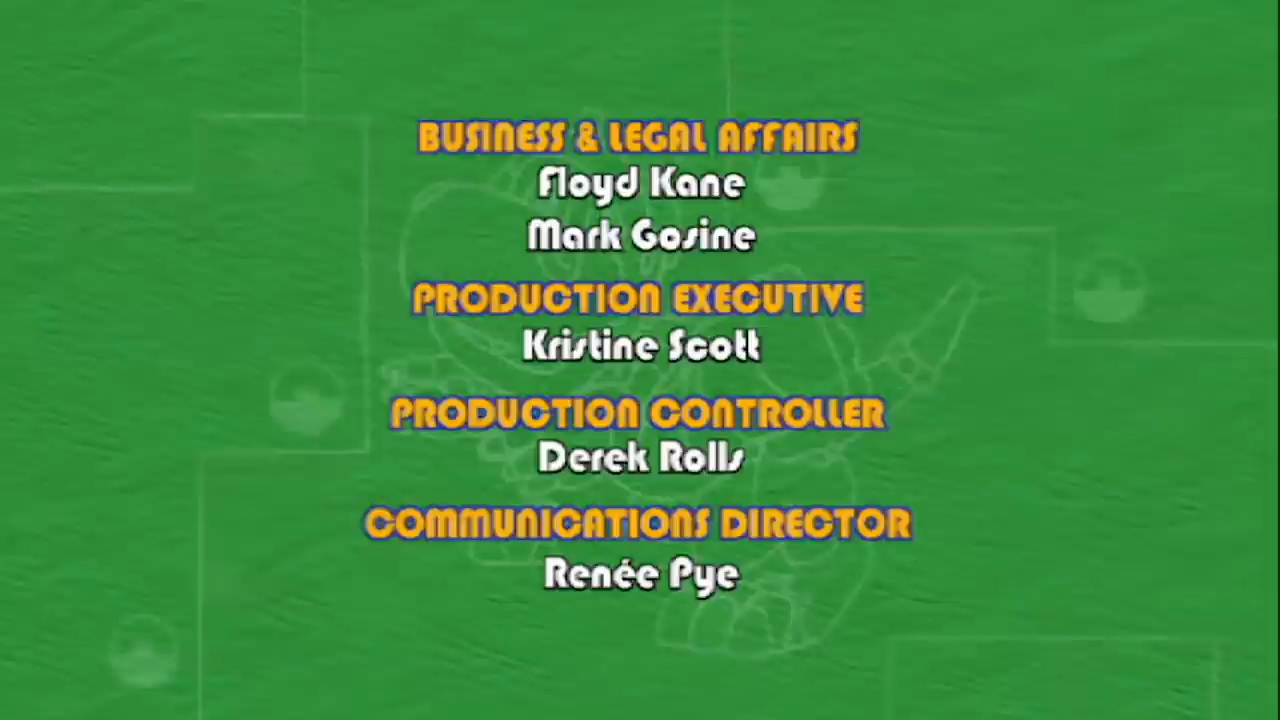 BUSINESS & LEGAL AFFAIRS
Floyd Kane
Mark Gosine
PRODUCTION EXECUTIVE
Kristine Scott
PRODUCTION CONTROLLER
Derek Rolls
COMMUNICATIONS DIRECTOR
Renée Pye